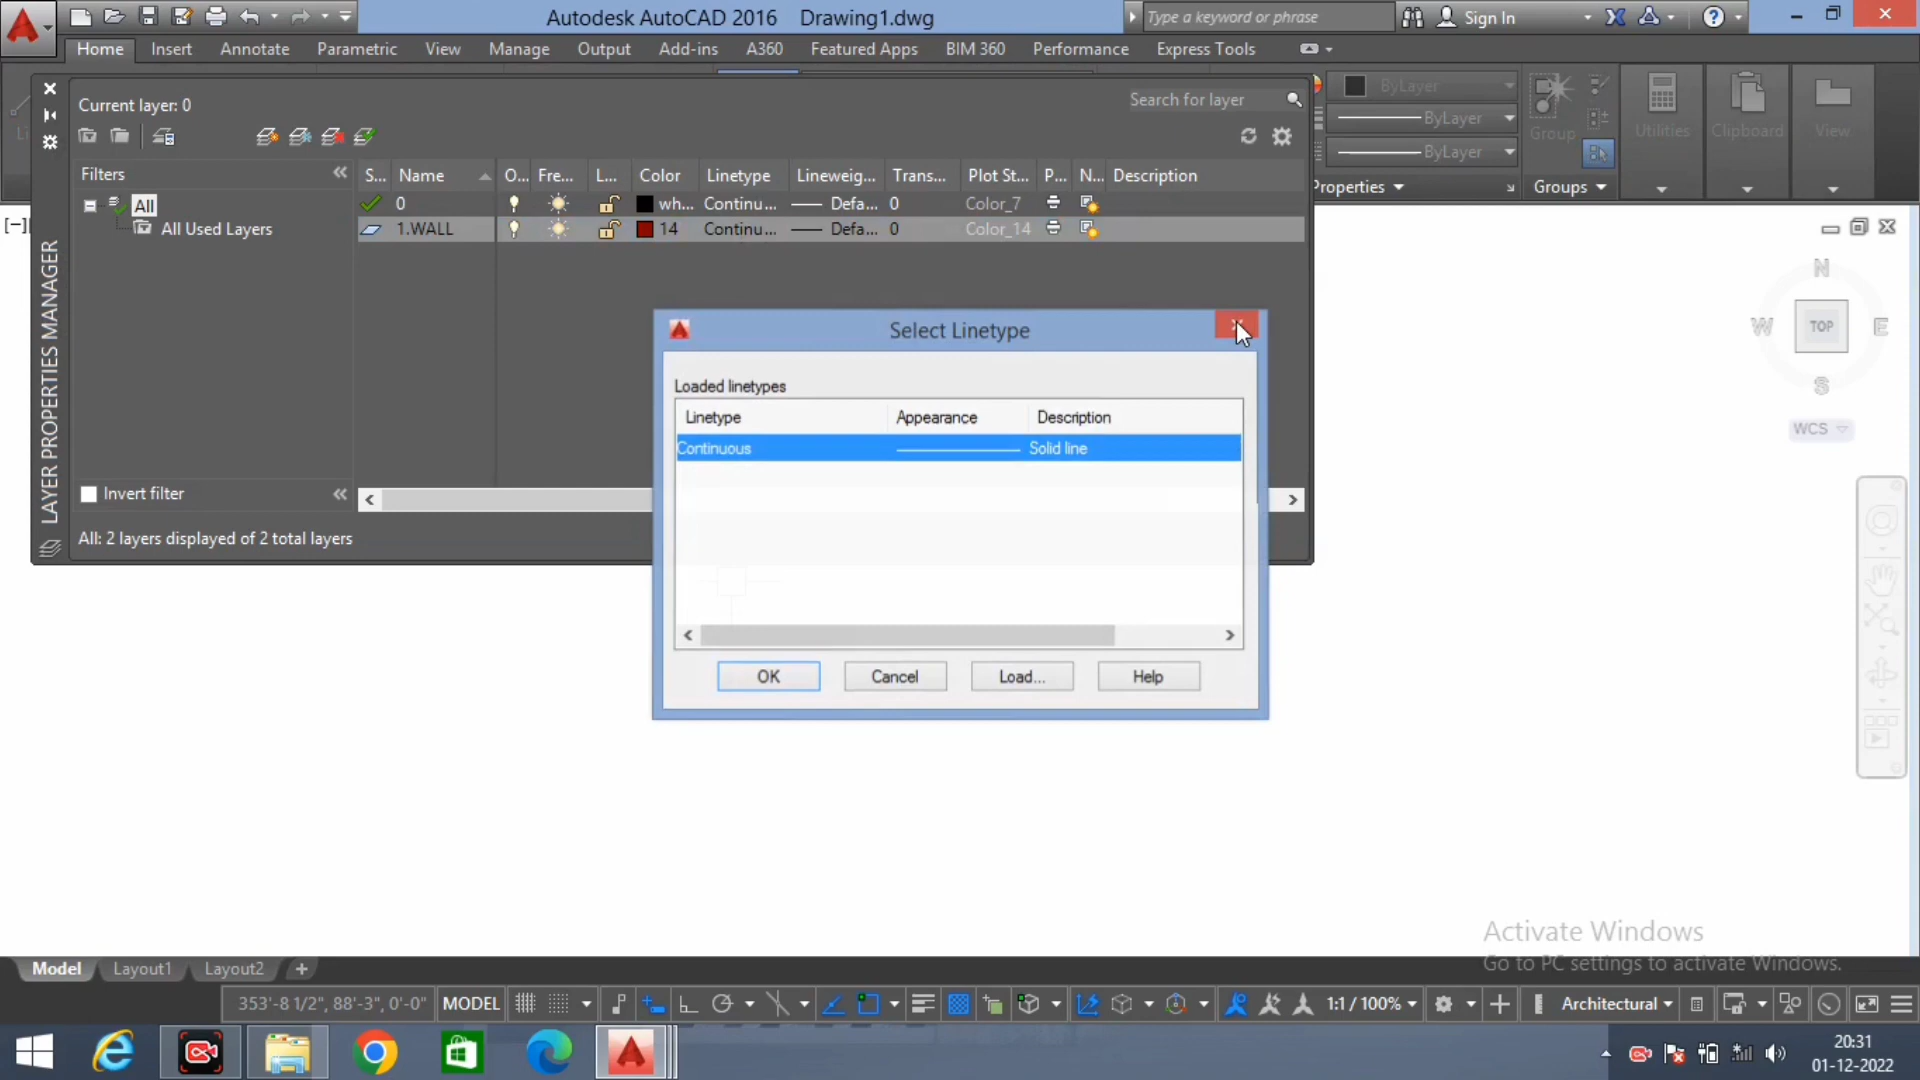 Autodesk AutoCAD 2016 Drawing1.dwg
Type a keyword or phrase
Sign In
Home Insert Annotate Parametric View Manage Output Add-ins A360 Featured Apps BIM 360 Performance Express Tools
Current layer: 0
Search for layer
ByLayer
ByLayer
ByLayer
Group
Utilities
Clipboard
View
Properties
Groups
Filters
S... Name O... Fre... L... Color Linetype Lineweig... Trans... Plot St... P... N... Description
All
0 wh... Continu... Defa... 0 Color_7
All Used Layers
1.WALL 14 Continu... Defa... 0 Color_14
LAYER PROPERTIES MANAGER
Invert filter
All: 2 layers displayed of 2 total layers
Select Linetype
Loaded linetypes
Linetype Appearance Description
Continuous Solid line
OK Cancel Load... Help
[−]
N
W TOP E
S
WCS
Activate Windows
Go to PC settings to activate Windows.
Model Layout1 Layout2 +
353'-8 1/2", 88'-3", 0'-0" MODEL 1:1 / 100% Architectural
20:31
01-12-2022